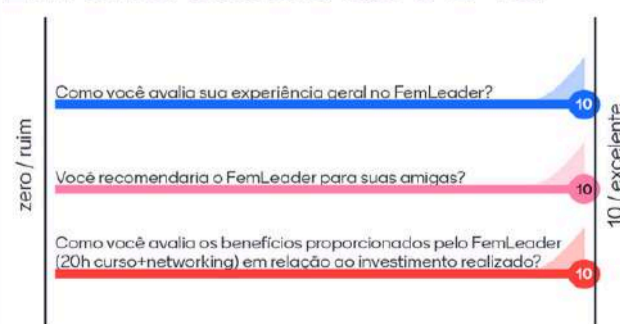 Como você avalia sua experiência geral no FemLeader?
10
zero / ruim
10 / excelente
Você recomendaria o FemLeader para suas amigas?
10
Como você avalia os benefícios proporcionados pelo FemLeader
(20h curso+networking) em relação ao investimento realizado?
10